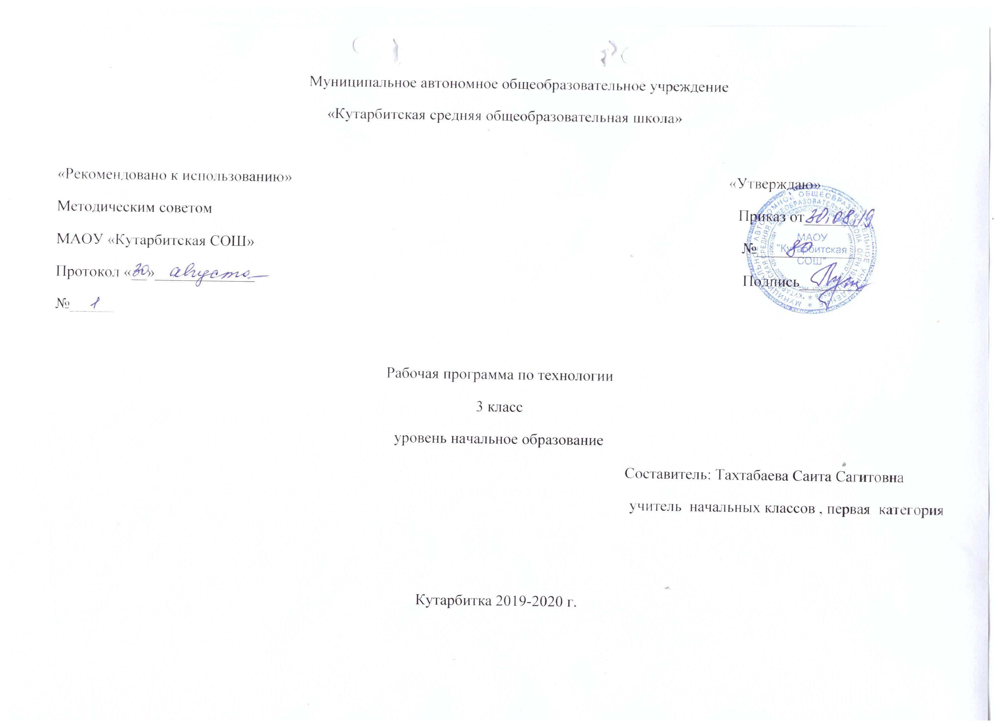 Муниципальное автономное общеобразовательное учреждение
«Кутарбитская средняя общеобразовательная школа»
«Рекомендовано к использованию»
Методическим советом
МАОУ «Кутарбитская СОШ»
Протокол «30» августа
№ 1
«Утверждаю»
Приказ от 30.08.19
№ 80
Подпись
МАОУ
"Кутарбитская
СОШ"
Рабочая программа по технологии
3 класс
уровень начальное образование
Составитель: Тахтабаева Саита Сагитовна
учитель начальных классов , первая категория
Кутарбитка 2019-2020 г.